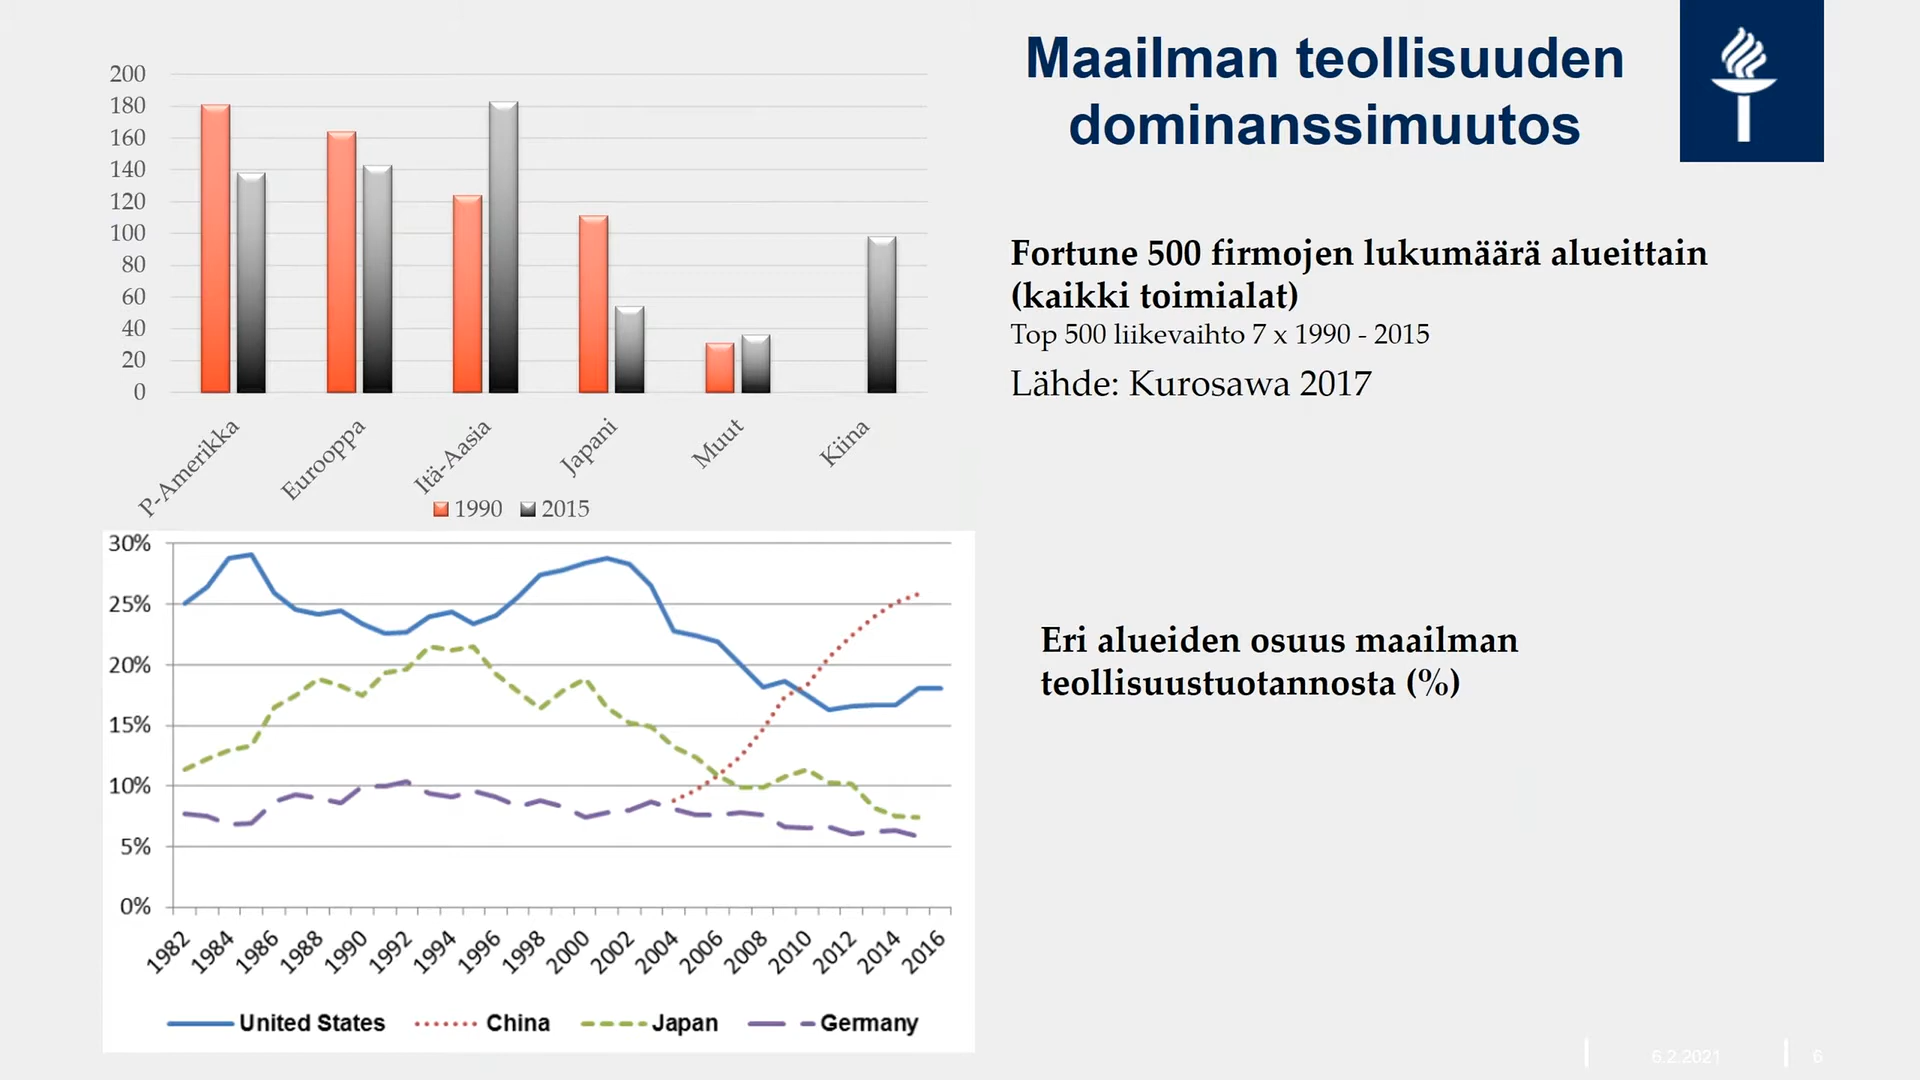 Maailman teollisuuden
dominanssimuutos
200
180
160
140
120
100
80
60
40
20
0
P-Amerikka
Eurooppa
Itä-Aasia
Japani
Muut
Kiina
1990
2015
Fortune 500 firmojen lukumäärä alueittain
(kaikki toimialat)
Top 500 liikevaihto 7 x 1990 - 2015
Lähde: Kurosawa 2017
30%
25%
20%
15%
10%
5%
0%
1982
1984
1986
1988
1990
1992
1994
1996
1998
2000
2002
2004
2006
2008
2010
2012
2014
2016
United States
China
Japan
Germany
Eri alueiden osuus maailman
teollisuustuotannosta (%)
6.2.2021
6